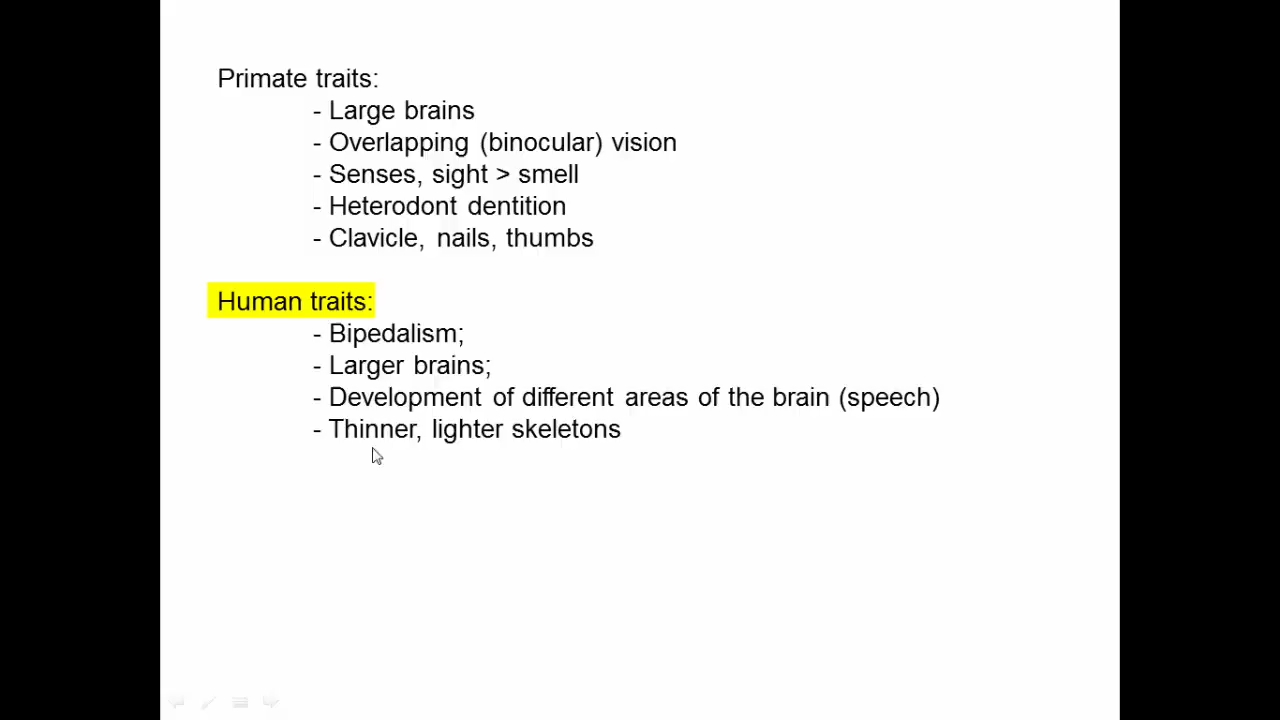 Primate traits:
- Large brains
- Overlapping (binocular) vision
- Senses, sight > smell
- Heterodont dentition
- Clavicle, nails, thumbs
Human traits:
- Bipedalism;
- Larger brains;
- Development of different areas of the brain (speech)
- Thinner, lighter skeletons